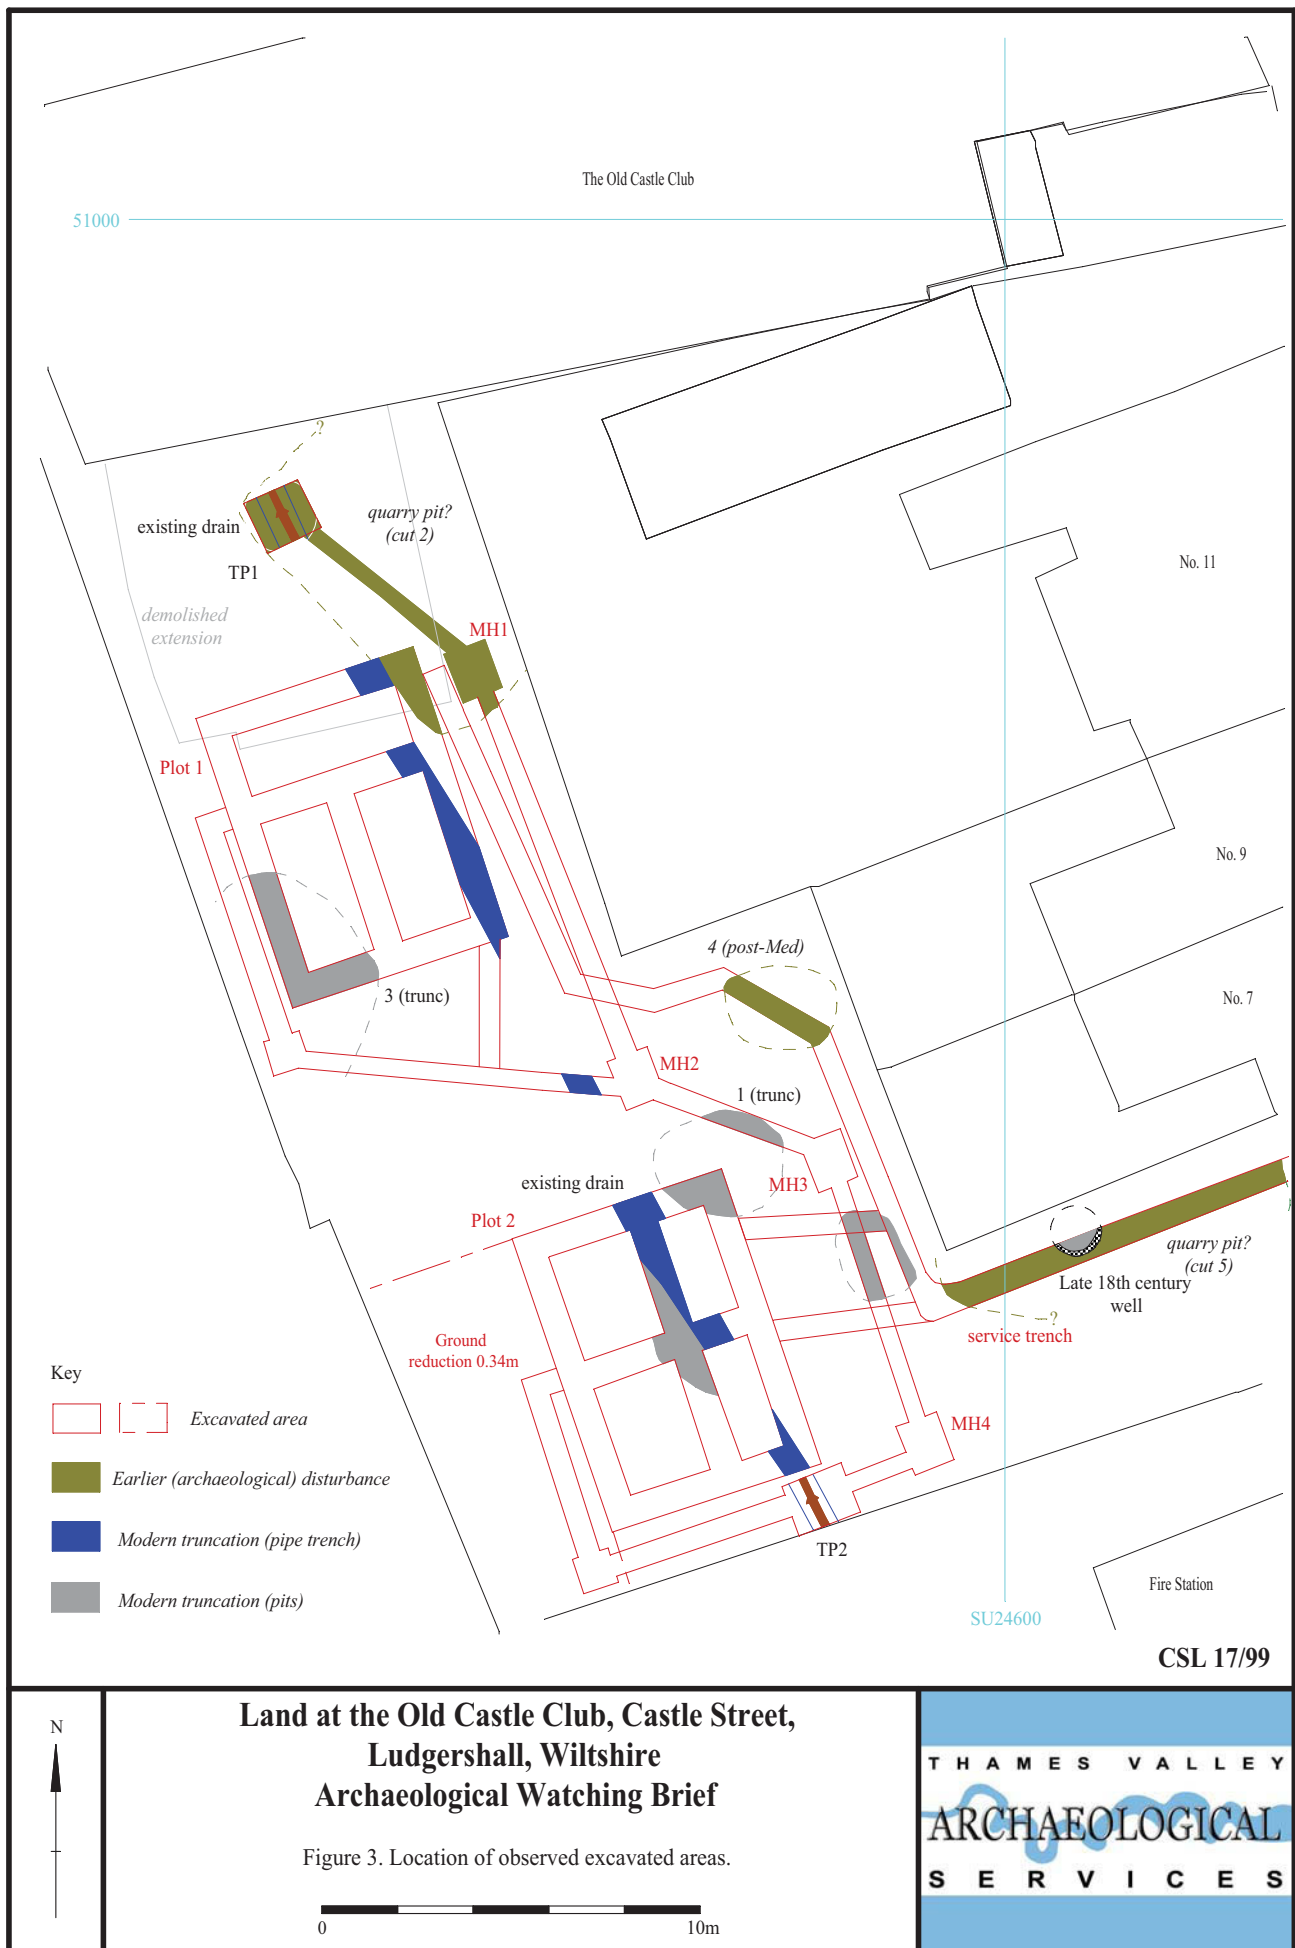 The Old Castle Club
51000
?
quarry pit?
(cut 2)
existing drain
TP1
No. 11
demolished
extension
MH1
Plot 1
No. 9
4 (post-Med)
3 (trunc)
No. 7
MH2
1 (trunc)
existing drain
MH3
Plot 2
quarry pit?
(cut 5)
Late 18th century
well
?
service trench
Ground
reduction 0.34m
Key
Excavated area
MH4
Earlier (archaeological) disturbance
Modern truncation (pipe trench)
TP2
Modern truncation (pits)
Fire Station
SU24600
CSL 17/99
N
Land at the Old Castle Club, Castle Street,
Ludgershall, Wiltshire
Archaeological Watching Brief
Figure 3. Location of observed excavated areas.
0 10m
THAMES VALLEY
ARCHAEOLOGICAL
SERVICES